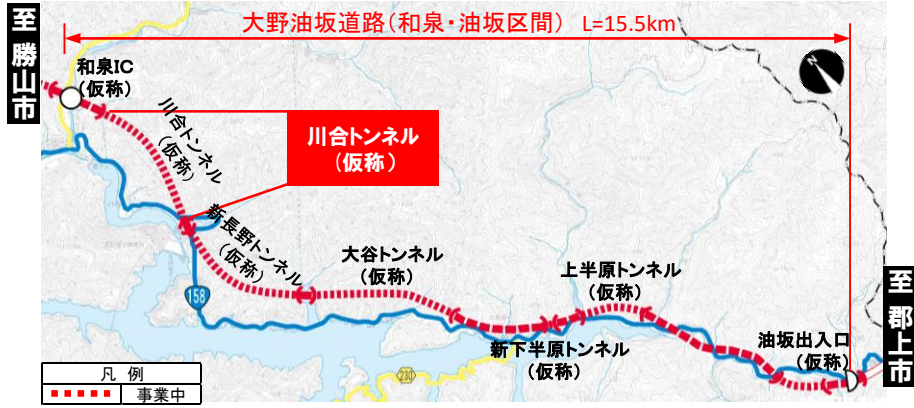 至 勝山市
大野油坂道路(和泉・油坂区間) L=15.5km
和泉IC
(仮称)
川合トンネル
(仮称)
川合トンネル
(仮称)
新長野トンネル
(仮称)
大谷トンネル
(仮称)
上半原トンネル
(仮称)
至 郡上市
158
油坂出入口
(仮称)
新下半原トンネル
(仮称)
230
凡 例
事業中